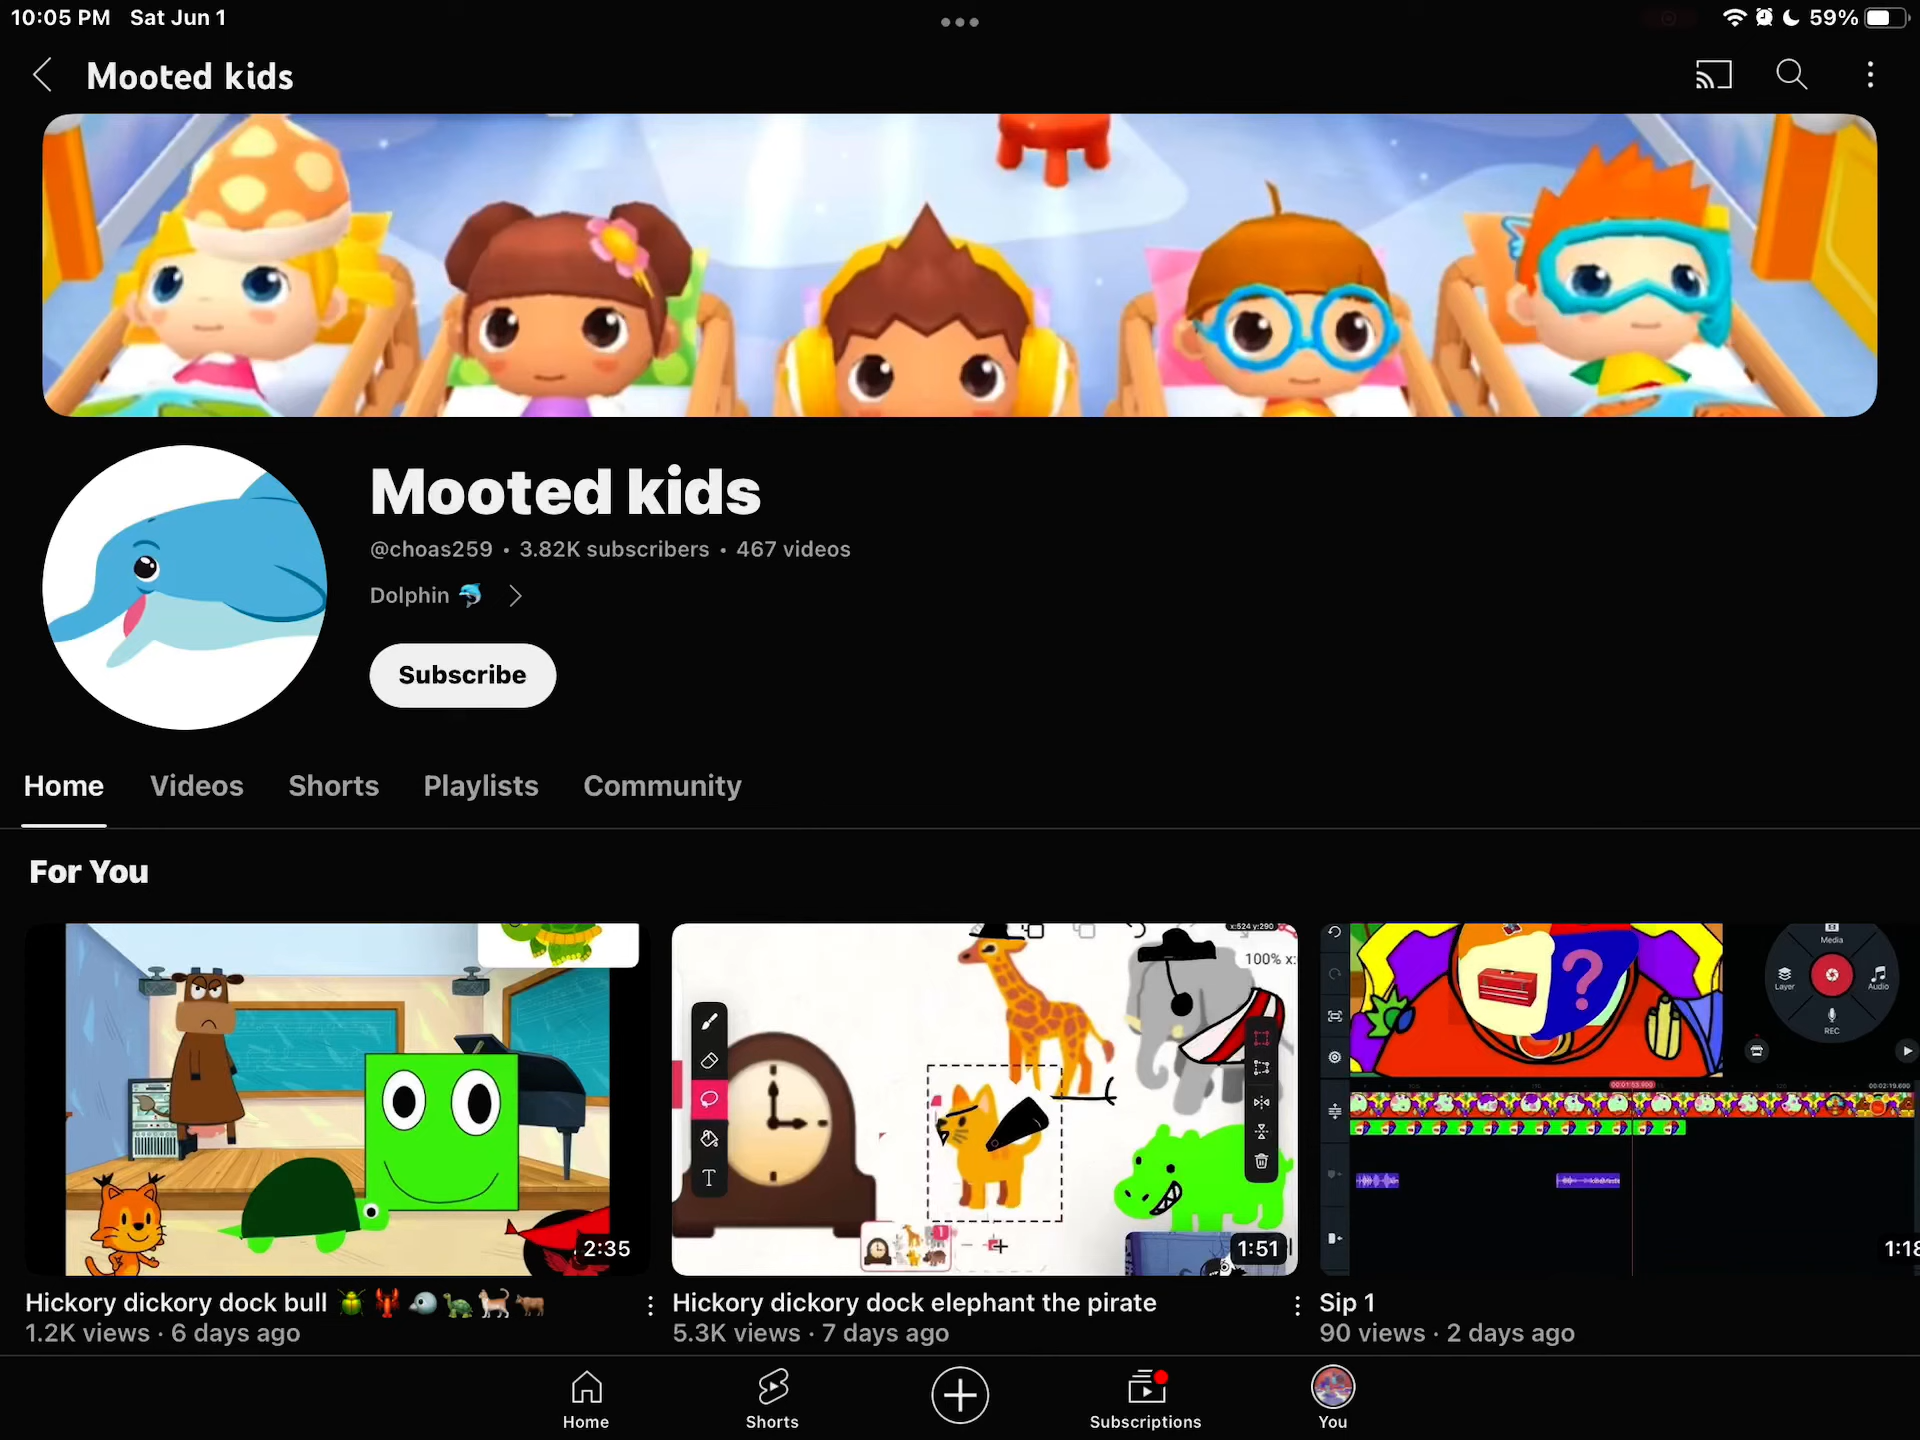 10:05 PM Sat Jun 1
59%
Mooted kids
Mooted kids
@choas259 • 3.82K subscribers • 467 videos
Dolphin 🐬
Subscribe
Home Videos Shorts Playlists Community
For You
x:524 y:290
100% x:
T
Media
Layer
Audio
REC
?
2:35
1:51
1:18
Hickory dickory dock bull 🪲🦞🐦🐢🐈🐂
1.2K views · 6 days ago
Hickory dickory dock elephant the pirate
5.3K views · 7 days ago
Sip 1
90 views · 2 days ago
Home
Shorts
Subscriptions
You